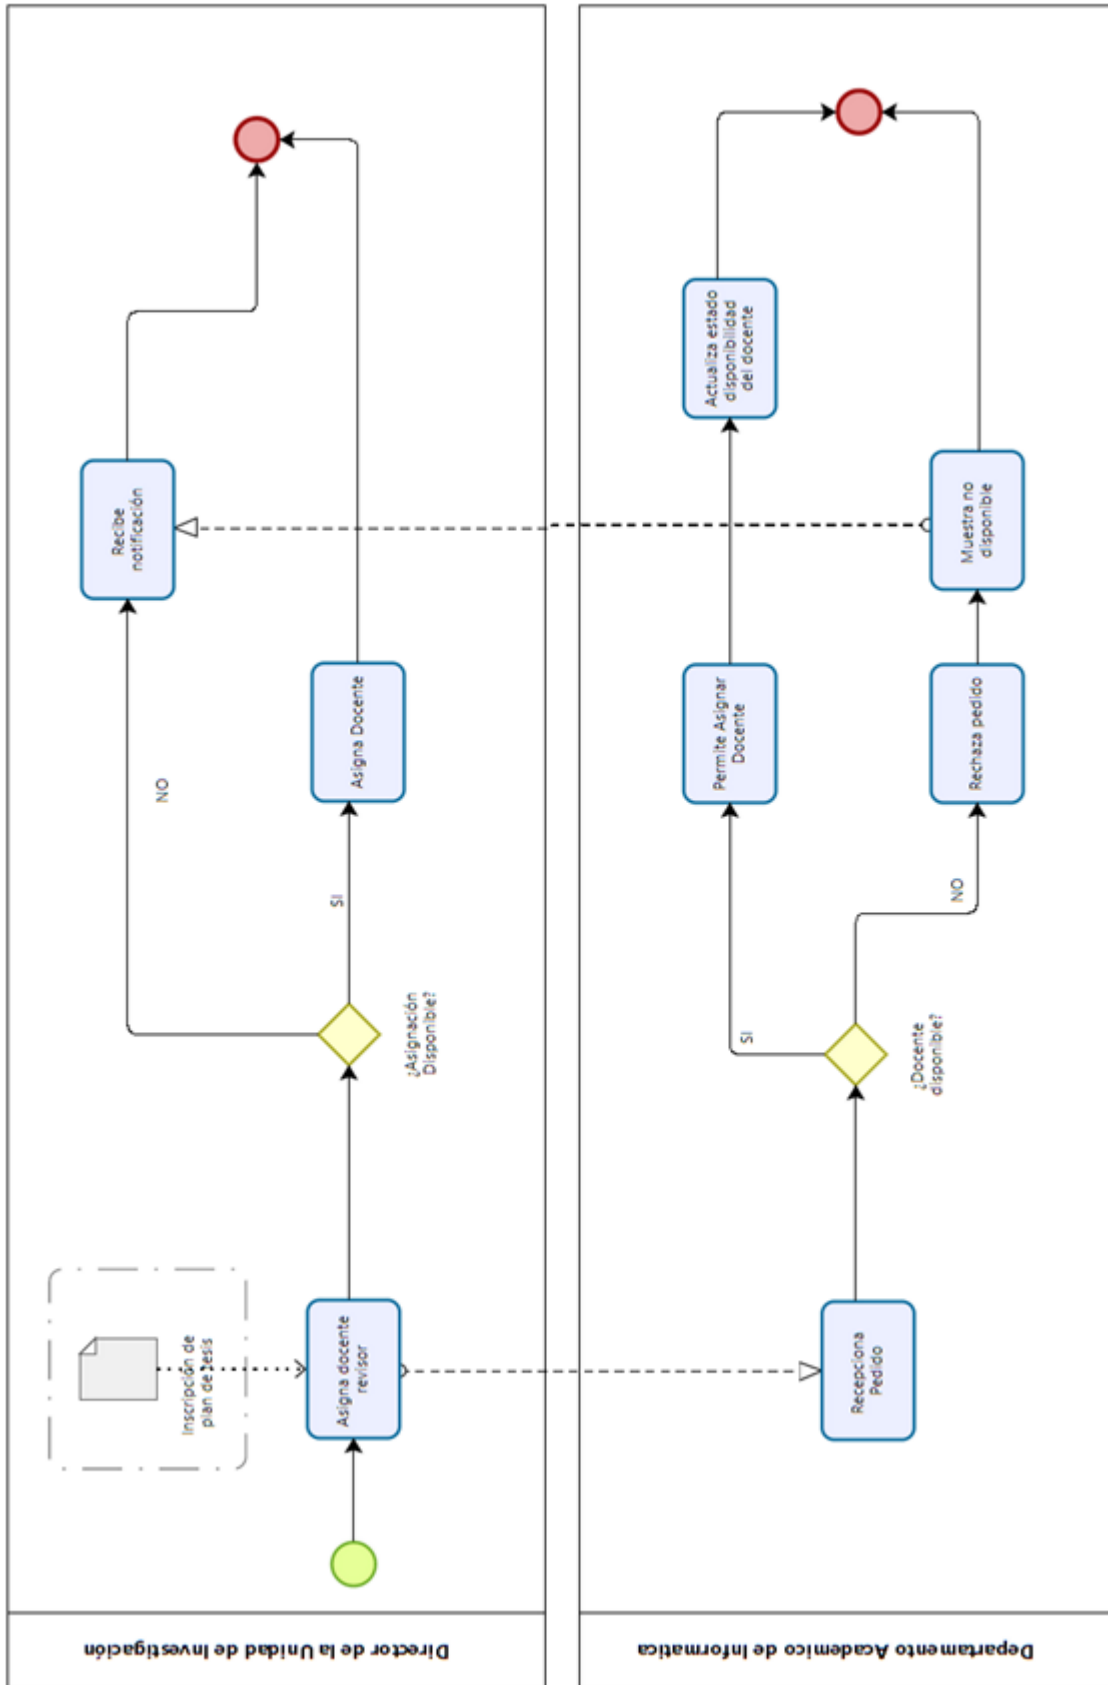 Director de la Unidad de Investigación
Inscripción de
plan de tesis
Asigna docente
revisor
¿Asignación
Disponible?
NO
SI
Recibe
notificación
Asigna Docente
Departamento Academico de Informatica
Recepciona
Pedido
¿Docente
disponible?
SI
NO
Permite Asignar
Docente
Actualiza estado
disponibilidad
del docente
Rechaza pedido
Muestra no
disponible